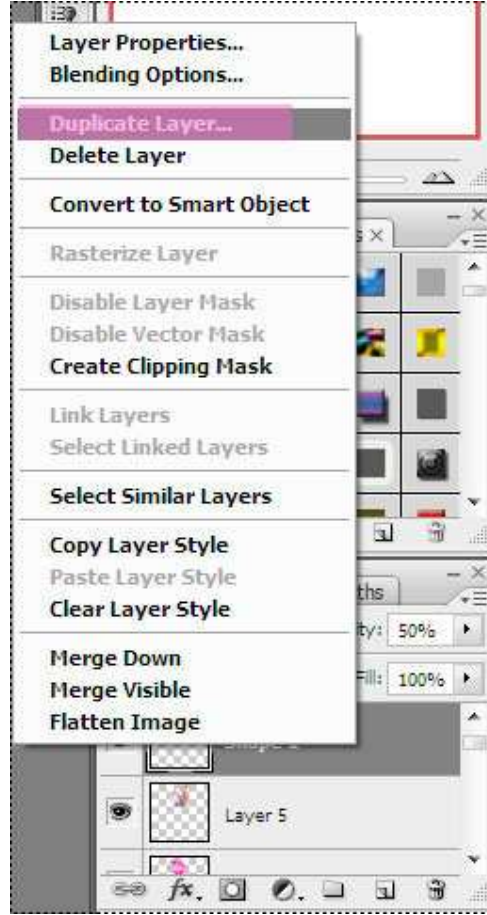 Layer Properties...
Blending Options...
Duplicate Layer...
Delete Layer
Convert to Smart Object
Rasterize Layer
Disable Layer Mask
Disable Vector Mask
Create Clipping Mask
Link Layers
Select Linked Layers
Select Similar Layers
Copy Layer Style
Paste Layer Style
Clear Layer Style
Merge Down
Merge Visible
Flatten Image
s ×
ths
ity: 50%
Fill: 100%
Layer 5
fx.